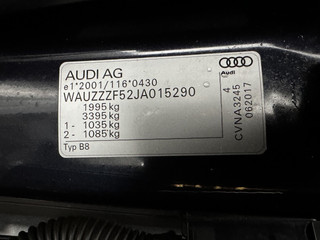 AUDI AG
e1*2001/116*0430
WAUZZZF52JA015290
1995 kg
3395 kg
1- 1035 kg
2- 1085 kg
Typ B8
Audi
4
CVNA3245
062017